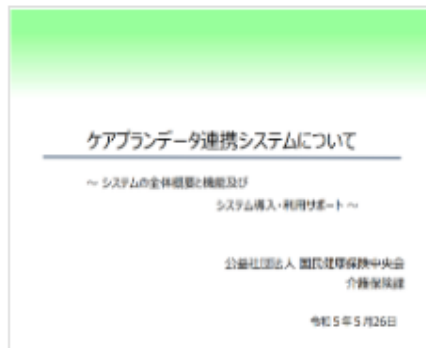 ケアプランデータ連携システムについて
～ システムの全体概要と機能及び
システム導入・利用サポート ～
公益社団法人 国民健康保険中央会
介護保険課
令和５年５月26日